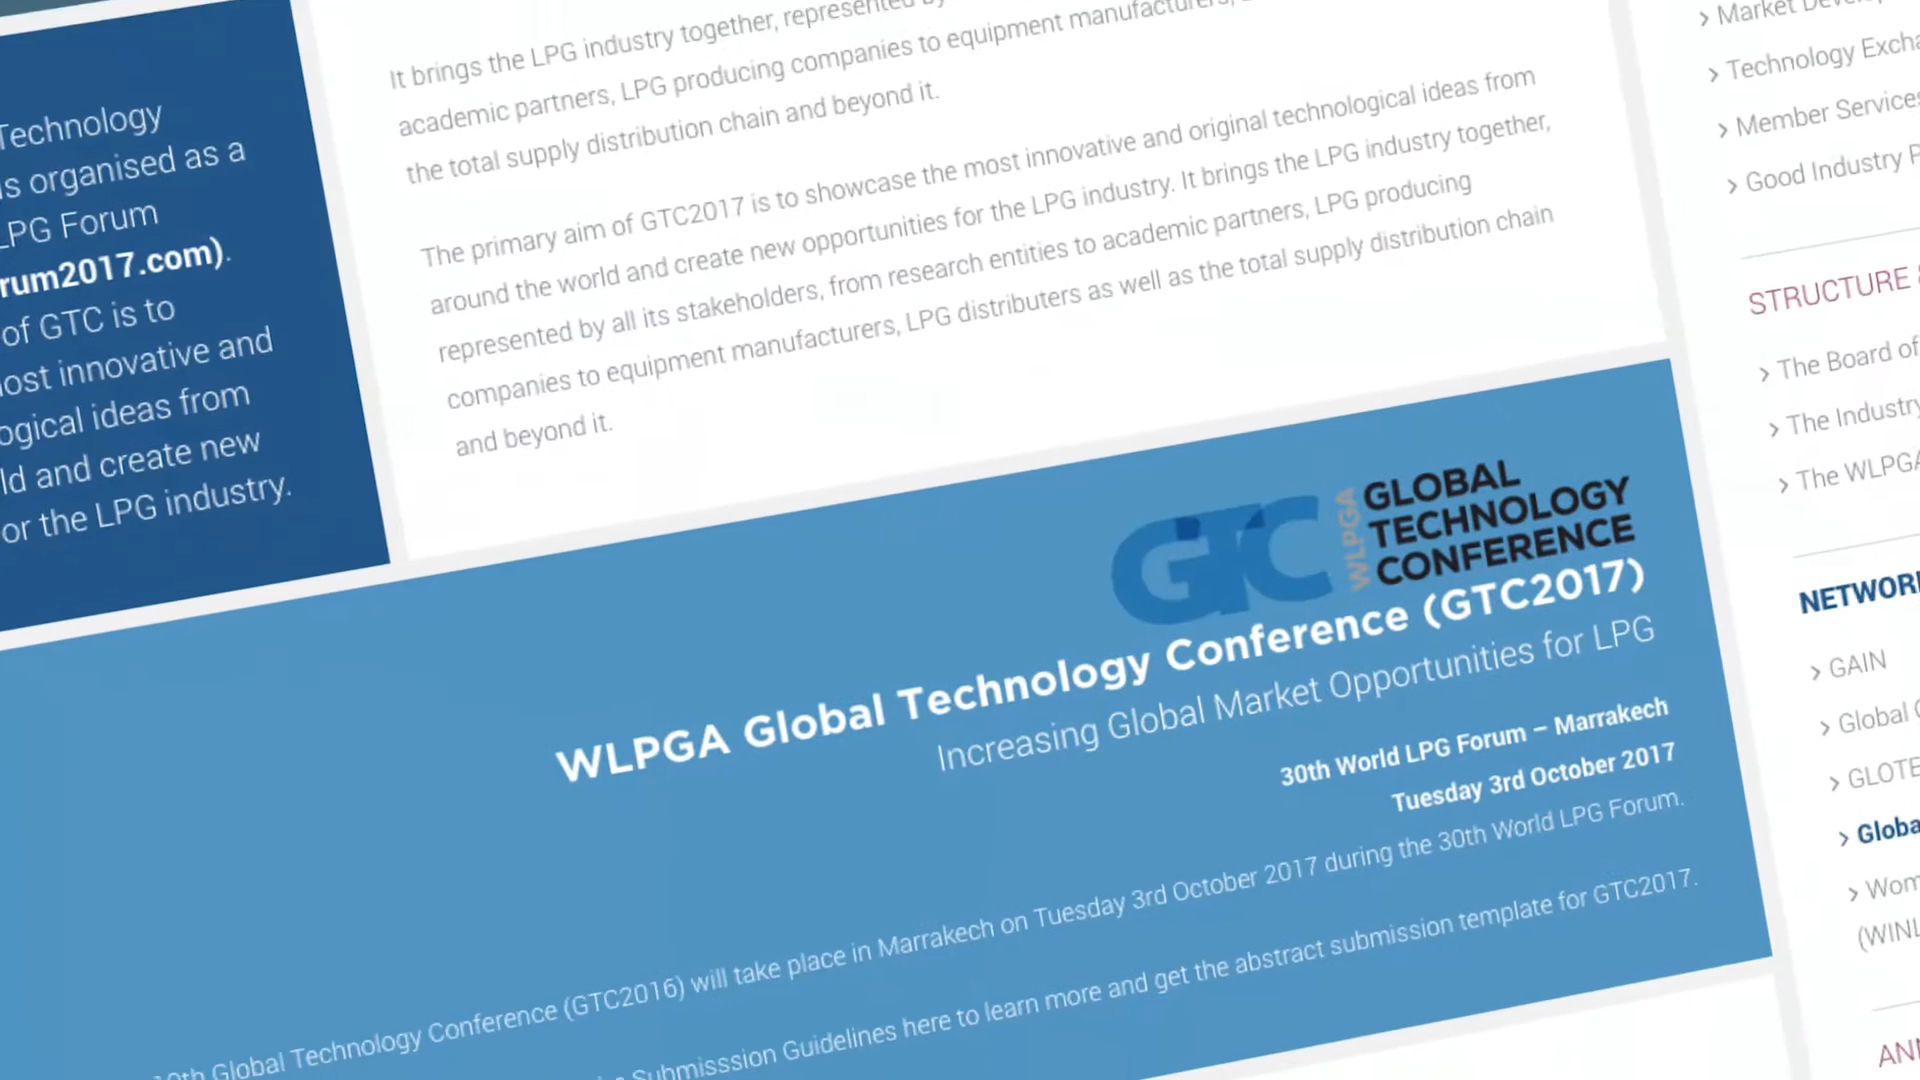 Technology
is organised as a
LPG Forum
rum2017.com).
of GTC is to
ost innovative and
ogical ideas from
ld and create new
or the LPG industry.
It brings the LPG industry together, represented by
academic partners, LPG producing companies to equipment manufacturers,
the total supply distribution chain and beyond it.
The primary aim of GTC2017 is to showcase the most innovative and original technological ideas from
around the world and create new opportunities for the LPG industry. It brings the LPG industry together,
represented by all its stakeholders, from research entities to academic partners, LPG producing
companies to equipment manufacturers, LPG distributers as well as the total supply distribution chain
and beyond it.
GTC
WLPGA
GLOBAL
TECHNOLOGY
CONFERENCE
WLPGA Global Technology Conference (GTC2017)
Increasing Global Market Opportunities for LPG
30th World LPG Forum – Marrakech
Tuesday 3rd October 2017
Global Technology Conference (GTC2016) will take place in Marrakech on Tuesday 3rd October 2017 during the 30th World LPG Forum.
Submisssion Guidelines here to learn more and get the abstract submission template for GTC2017.
> Market
> Technology Excha
> Member Services
> Good Industry P
STRUCTURE
> The Board of
> The Industry
> The WLPGA
NETWOR
> GAIN
> Global
> GLOTE
> Globa
> Wom
(WINL
ANN